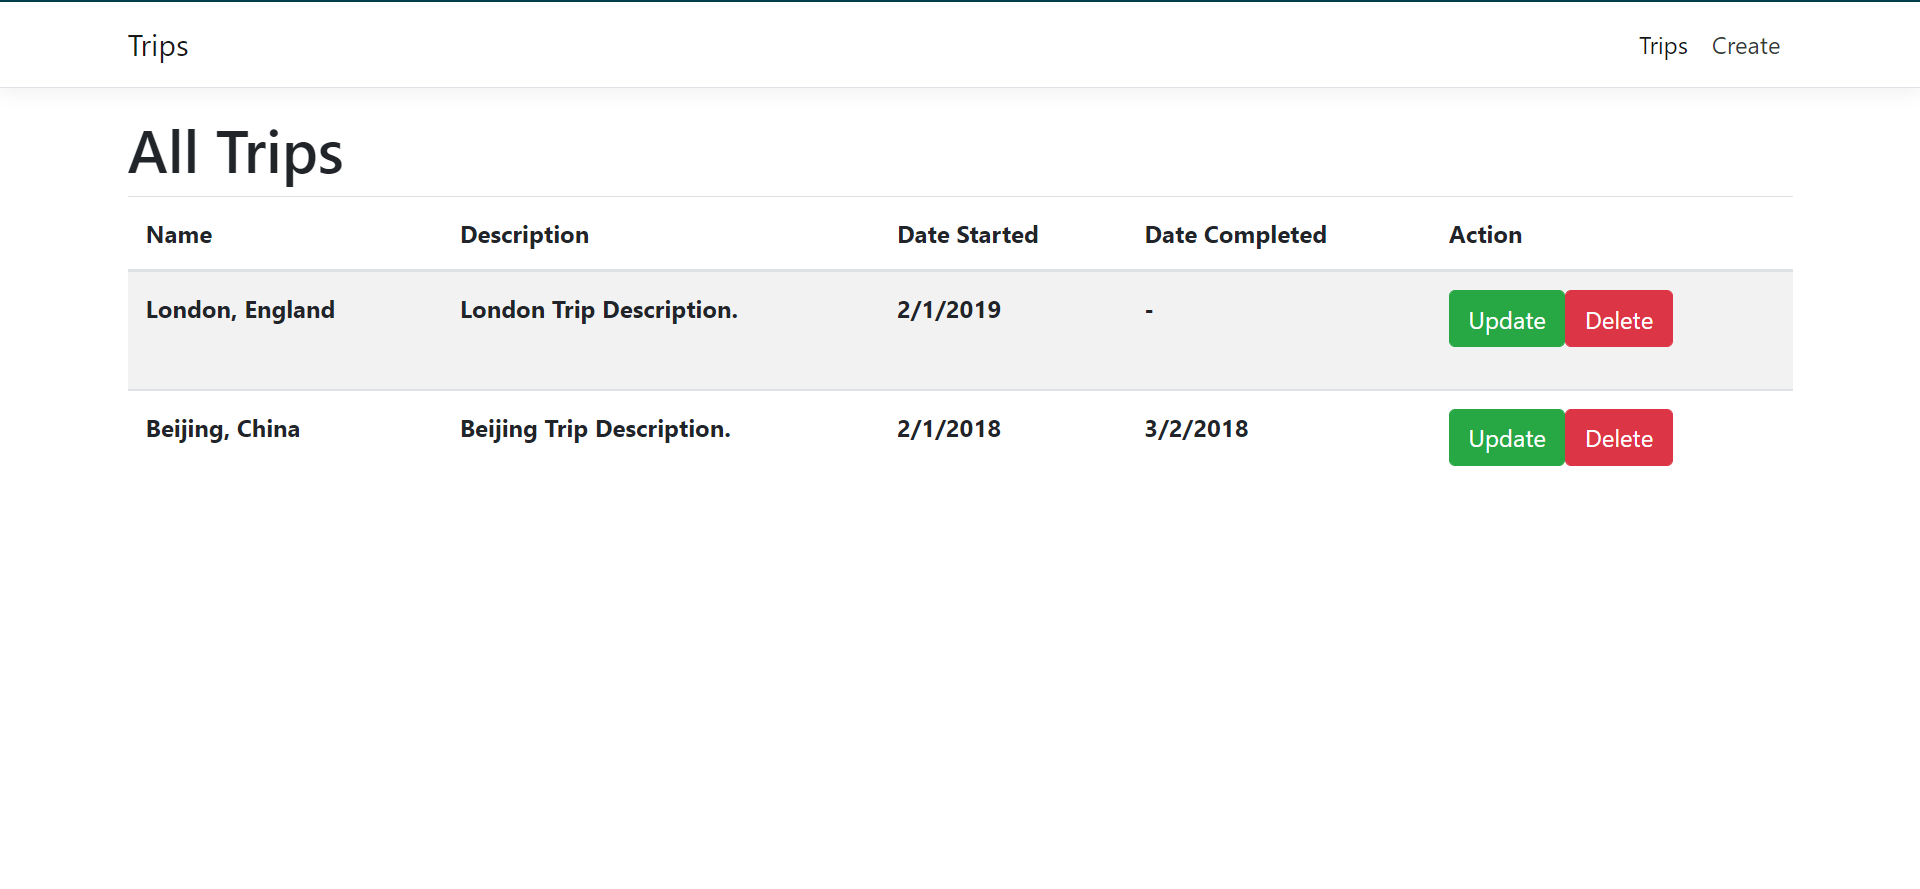 Trips Trips Create
All Trips
Name Description Date Started Date Completed Action
London, England London Trip Description. 2/1/2019 - Update Delete
Beijing, China Beijing Trip Description. 2/1/2018 3/2/2018 Update Delete